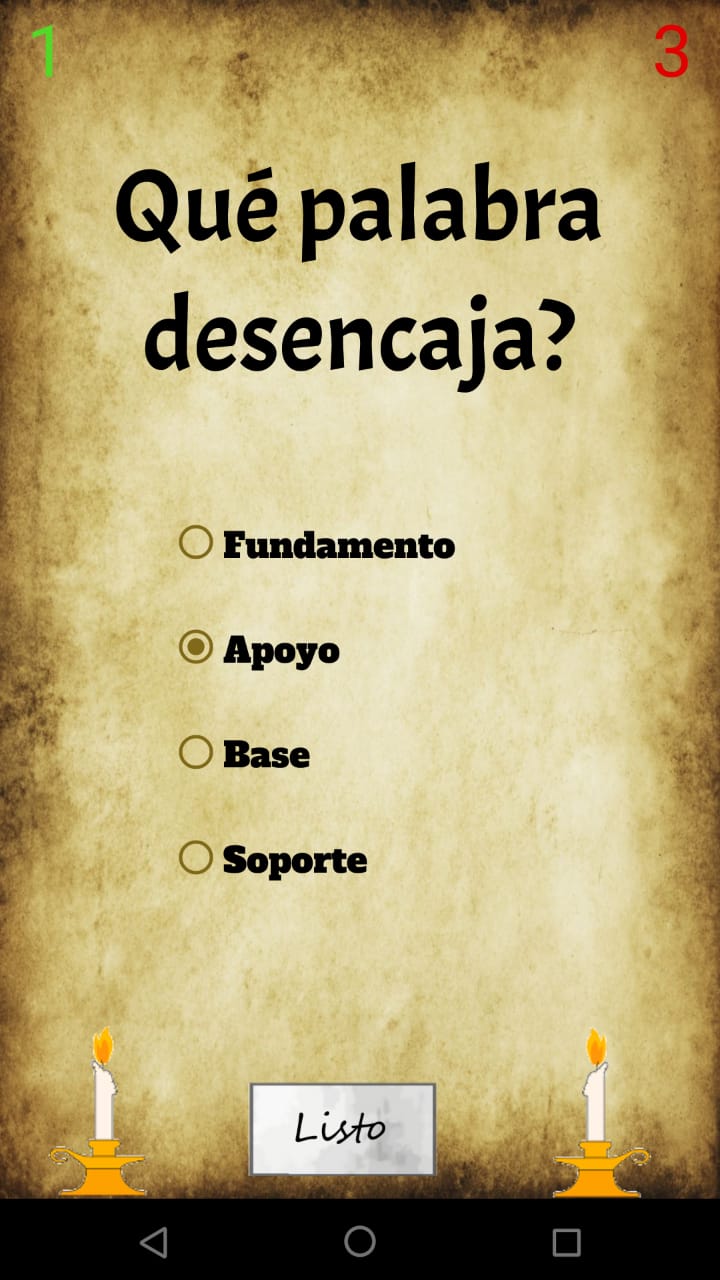 1
3
Qué palabra
desencaja?
Fundamento
Apoyo
Base
Soporte
Listo